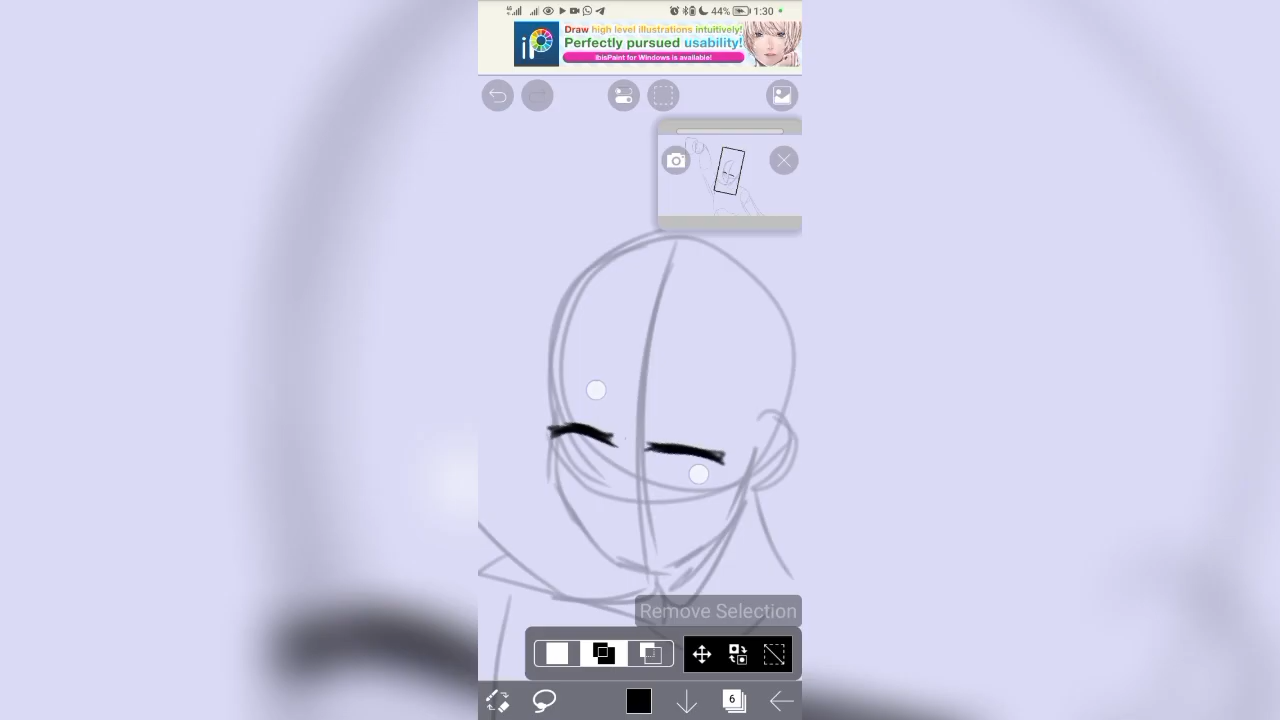 44% 1:30
iP
Draw high level illustrations intuitively!
Perfectly pursued usability!
IbisPaint for Windows is available!
Remove Selection
6